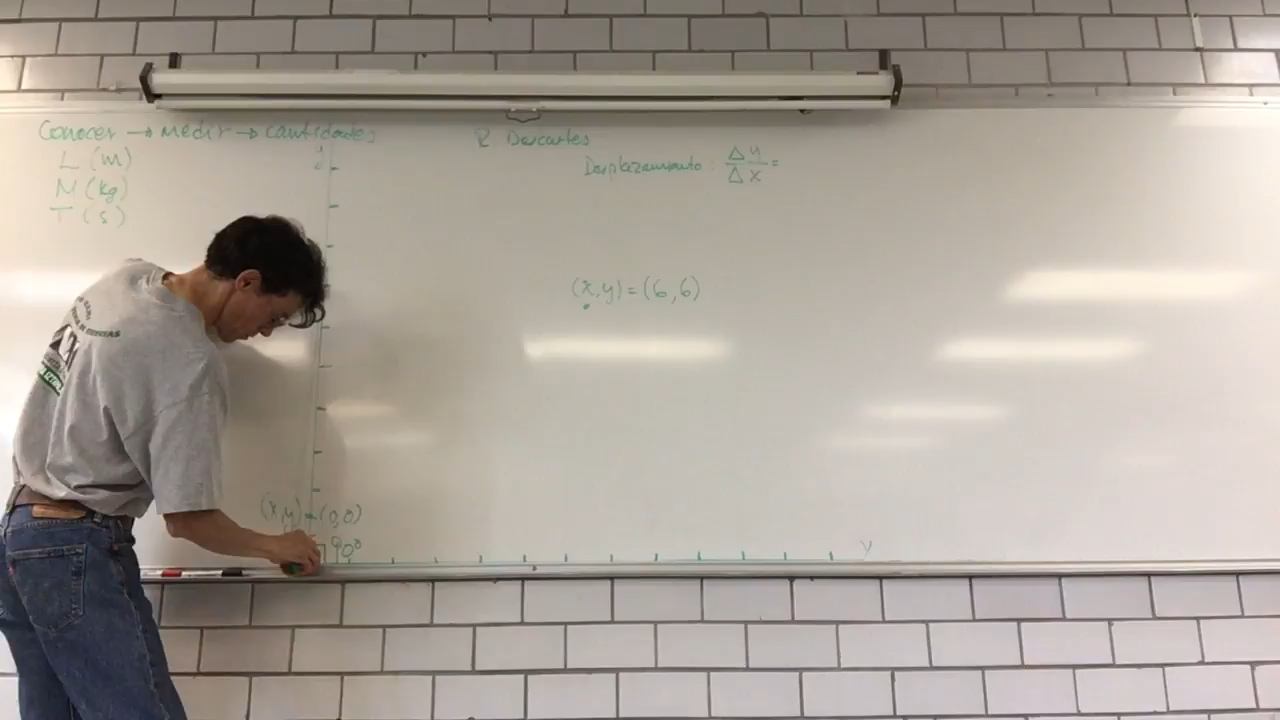 Conocer → medir → cantidades
L (m)
M (kg)
T (s)
y
R. Descartes
Desplazamiento: Δy/Δx =
(x,y)=(6,6)
(x,y)=(0,0)
90°